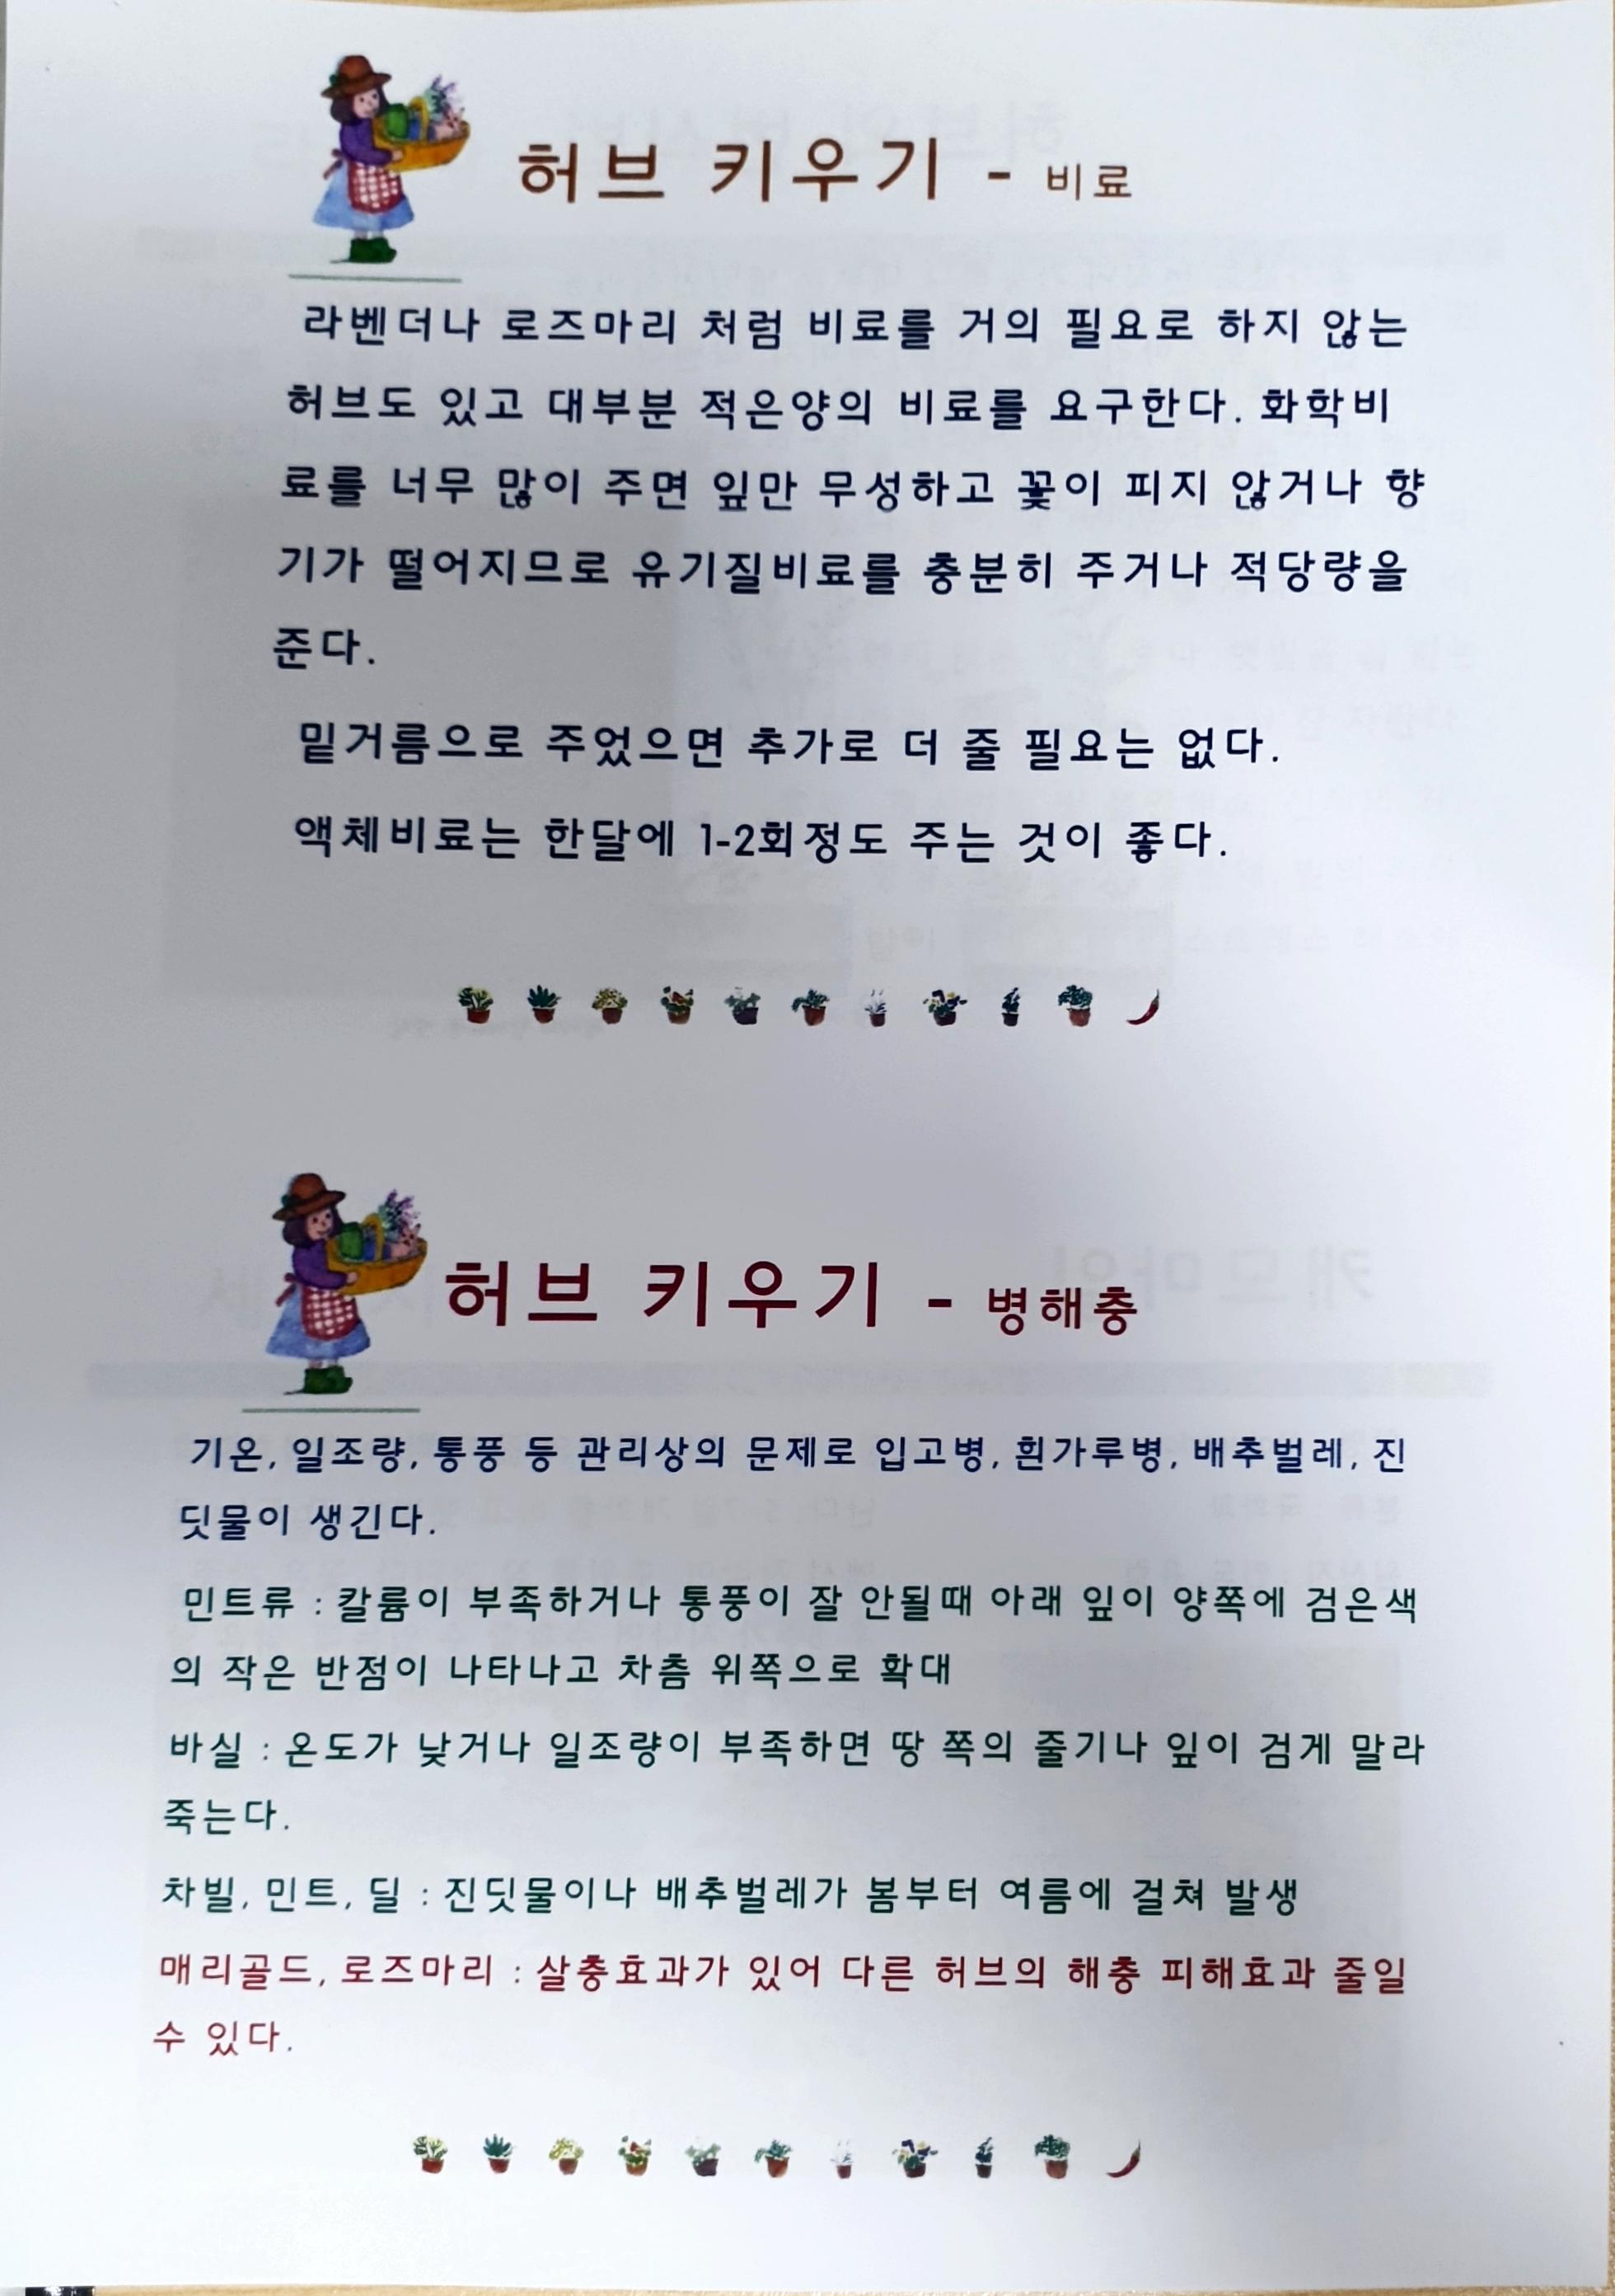 허브 키우기 - 비료
라벤더나 로즈마리 처럼 비료를 거의 필요로 하지 않는
허브도 있고 대부분 적은양의 비료를 요구한다. 화학비
료를 너무 많이 주면 잎만 무성하고 꽃이 피지 않거나 향
기가 떨어지므로 유기질비료를 충분히 주거나 적당량을
준다.
밑거름으로 주었으면 추가로 더 줄 필요는 없다.
액체비료는 한달에 1-2회정도 주는 것이 좋다.
허브 키우기 - 병해충
기온, 일조량, 통풍 등 관리상의 문제로 입고병, 흰가루병, 배추벌레, 진
딧물이 생긴다.
민트류 : 칼륨이 부족하거나 통풍이 잘 안될때 아래 잎이 양쪽에 검은색
의 작은 반점이 나타나고 차츰 위쪽으로 확대
바실 : 온도가 낮거나 일조량이 부족하면 땅 쪽의 줄기나 잎이 검게 말라
죽는다.
차빌, 민트, 딜 : 진딧물이나 배추벌레가 봄부터 여름에 걸쳐 발생
매리골드, 로즈마리 : 살충효과가 있어 다른 허브의 해충 피해효과 줄일
수 있다.